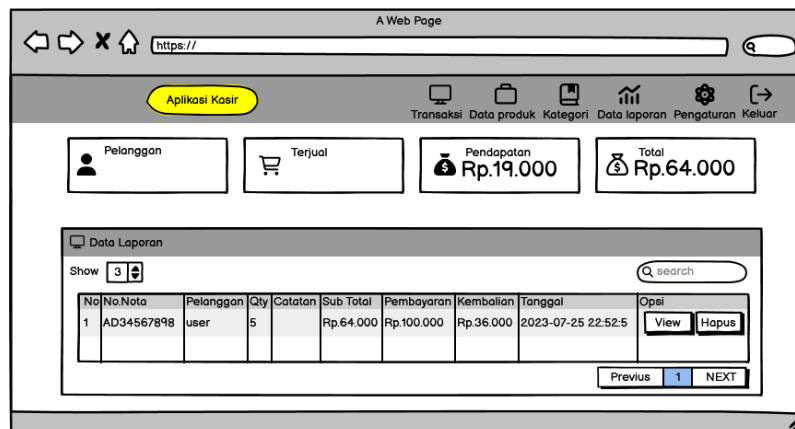 A Web Page
https://
Aplikasi Kasir
Transaksi Data produk Kategori Data laporan Pengaturan Keluar
Pelanggan
Terjual
Pendapatan
Rp.19.000
Total
Rp.64.000
Data Laporan
Show 3 search
No No.Nota Pelanggan Qty Catatan Sub Total Pembayaran Kembalian Tanggal Opsi
1 AD34567898 user 5 Rp.64.000 Rp.100.000 Rp.36.000 2023-07-25 22:52:5 View Hapus
Previus 1 NEXT